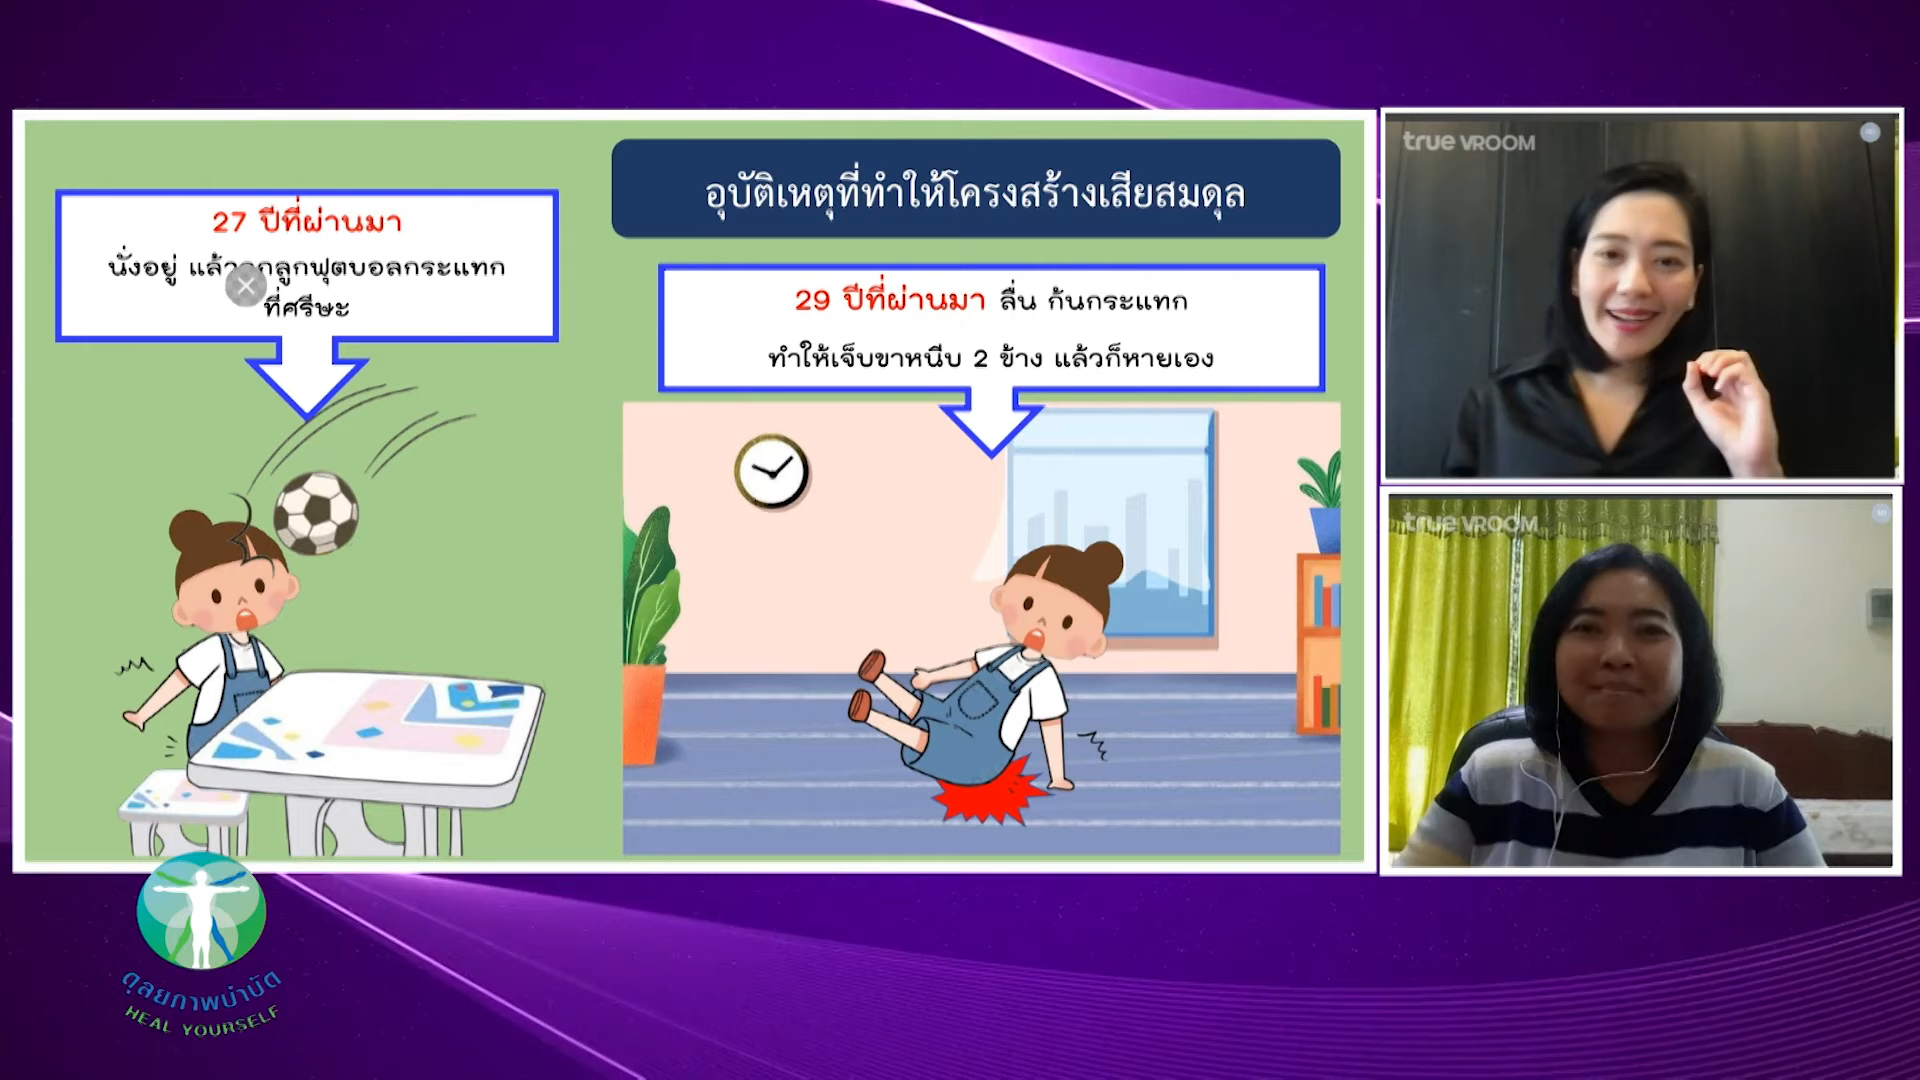 อุบัติเหตุที่ทำให้โครงสร้างเสียสมดุล
27 ปีที่ผ่านมา
นั่งอยู่ แล้วถูกลูกฟุตบอลกระแทก
ที่ศรีษะ
29 ปีที่ผ่านมา ลื่น ก้นกระแทก
ทำให้เจ็บขาหนีบ 2 ข้าง แล้วก็หายเอง
true VROOM
true VROOM
ดุลยภาพบำบัด
HEAL YOURSELF